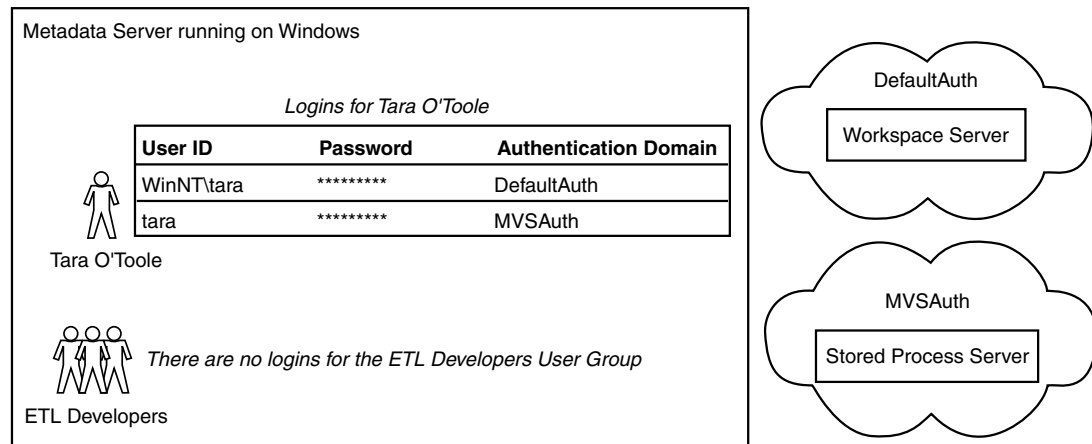 Metadata Server running on Windows
Logins for Tara O'Toole
User ID Password Authentication Domain
WinNT\tara ********* DefaultAuth
tara ********* MVSAuth
Tara O'Toole
There are no logins for the ETL Developers User Group
ETL Developers
DefaultAuth
Workspace Server
MVSAuth
Stored Process Server